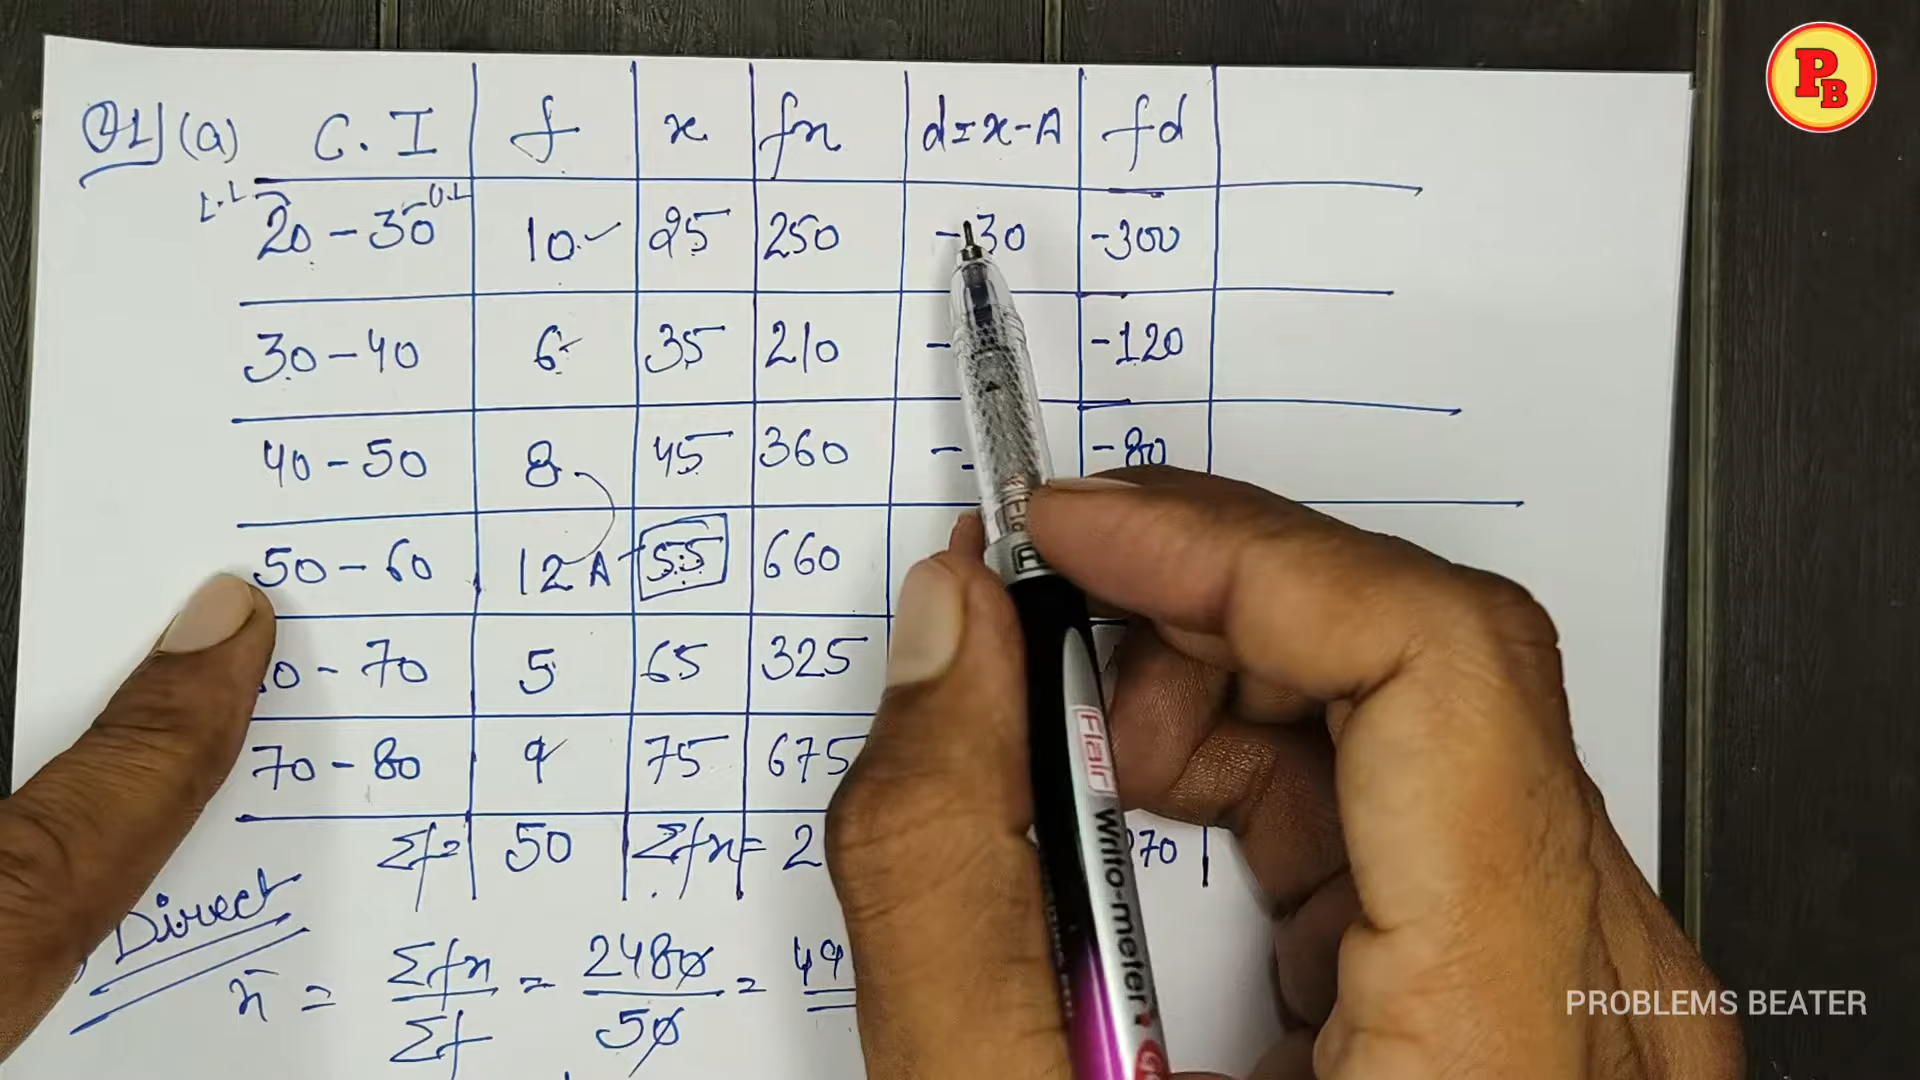 Q1 (a) C.I f x fx d=x-A fd
L.L 20-30 U.L 10 25 250 -30 -300
30-40 6 35 210 - -120
40-50 8 45 360 - -80
50-60 12 A 55 660
0-70 5 65 325
70-80 9 75 675
Σf= 50 Σfx= 2 70
Direct
x̄ = Σfx/Σf = 2480/50 = 49
PB
Flair
Writo-meter
PROBLEMS BEATER